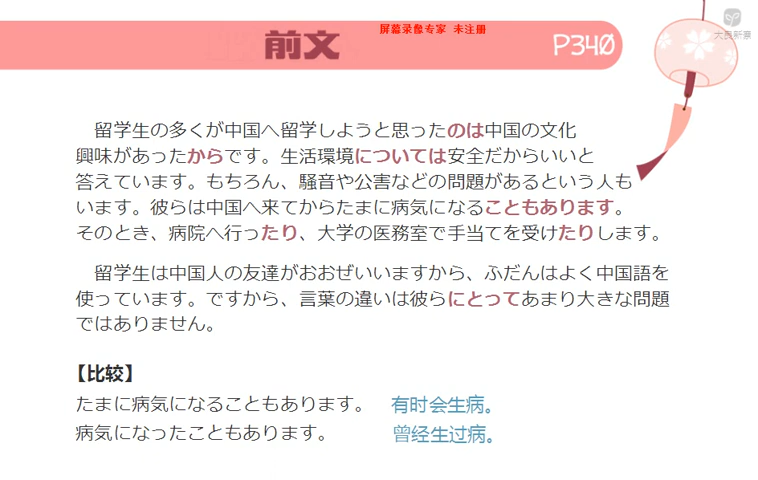 屏幕录像专家 未注册
前文
P340
大良新景
留学生の多くが中国へ留学しようと思ったのは中国の文化
興味があったからです。生活環境については安全だからいいと
答えています。もちろん、騒音や公害などの問題があるという人も
います。彼らは中国へ来てからたまに病気になることもあります。
そのとき、病院へ行ったり、大学の医務室で手当てを受けたりします。
留学生は中国人の友達がおおぜいいますから、ふだんはよく中国語を
使っています。ですから、言葉の違いは彼らにとってあまり大きな問題
ではありません。
【比較】
たまに病気になることもあります。 有时会生病。
病気になったこともあります。 曾经生过病。